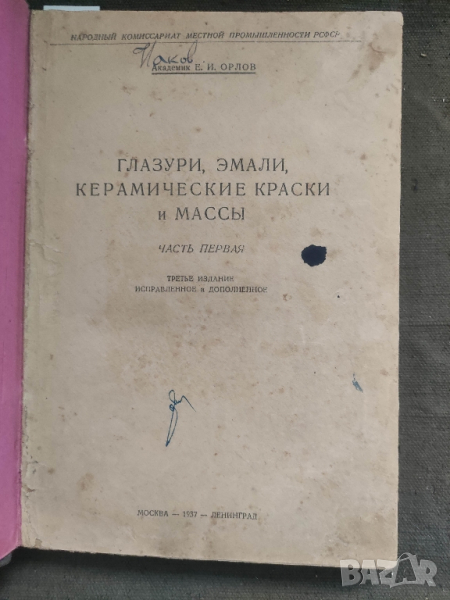 НАРОДНЫЙ КОМИССАРИАТ МЕСТНОЙ ПРОМЫШЛЕННОСТИ РСФСР
Академик Е. И. ОРЛОВ
ГЛАЗУРИ, ЭМАЛИ,
КЕРАМИЧЕСКИЕ КРАСКИ
и МАССЫ
ЧАСТЬ ПЕРВАЯ
ТРЕТЬЕ ИЗДАНИЕ
ИСПРАВЛЕННОЕ и ДОПОЛНЕННОЕ
МОСКВА — 1937 — ЛЕНИНГРАД
BAZAR